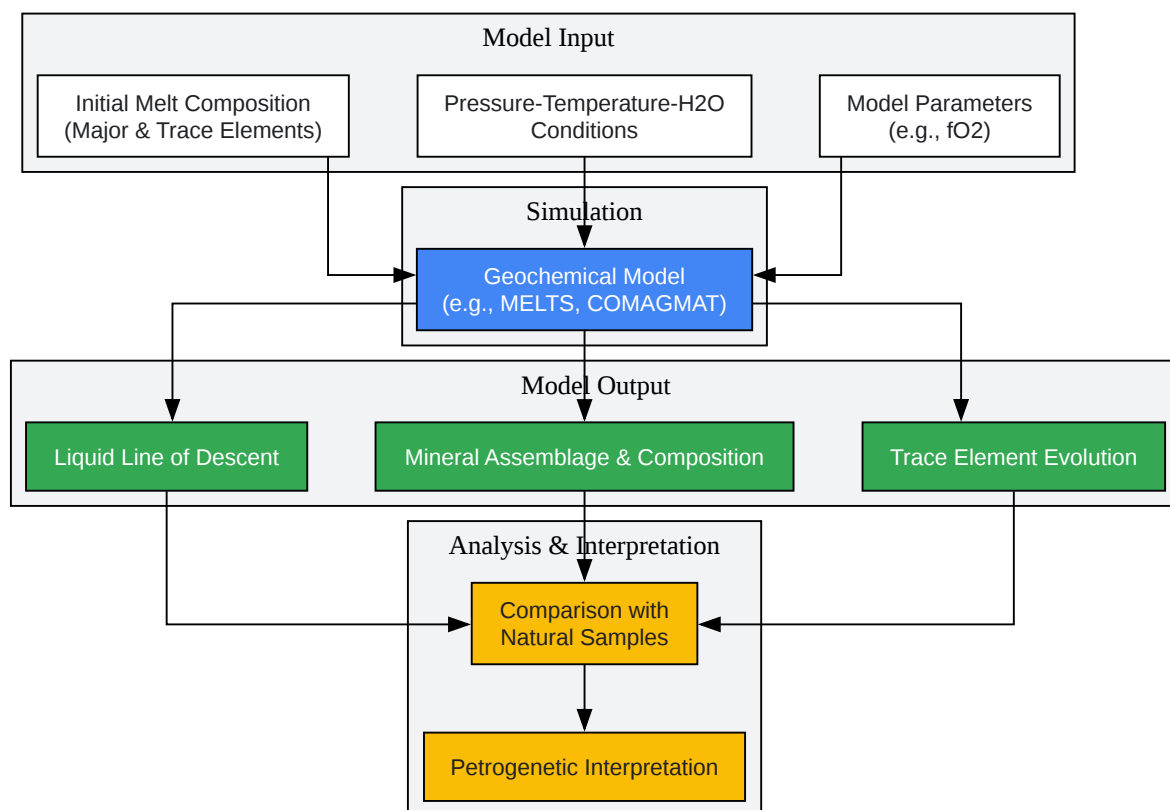 Model Input
Initial Melt Composition
(Major & Trace Elements)
Pressure-Temperature-H2O
Conditions
Model Parameters
(e.g., fO2)
Simulation
Geochemical Model
(e.g., MELTS, COMAGMAT)
Model Output
Liquid Line of Descent
Mineral Assemblage & Composition
Trace Element Evolution
Analysis & Interpretation
Comparison with
Natural Samples
Petrogenetic Interpretation